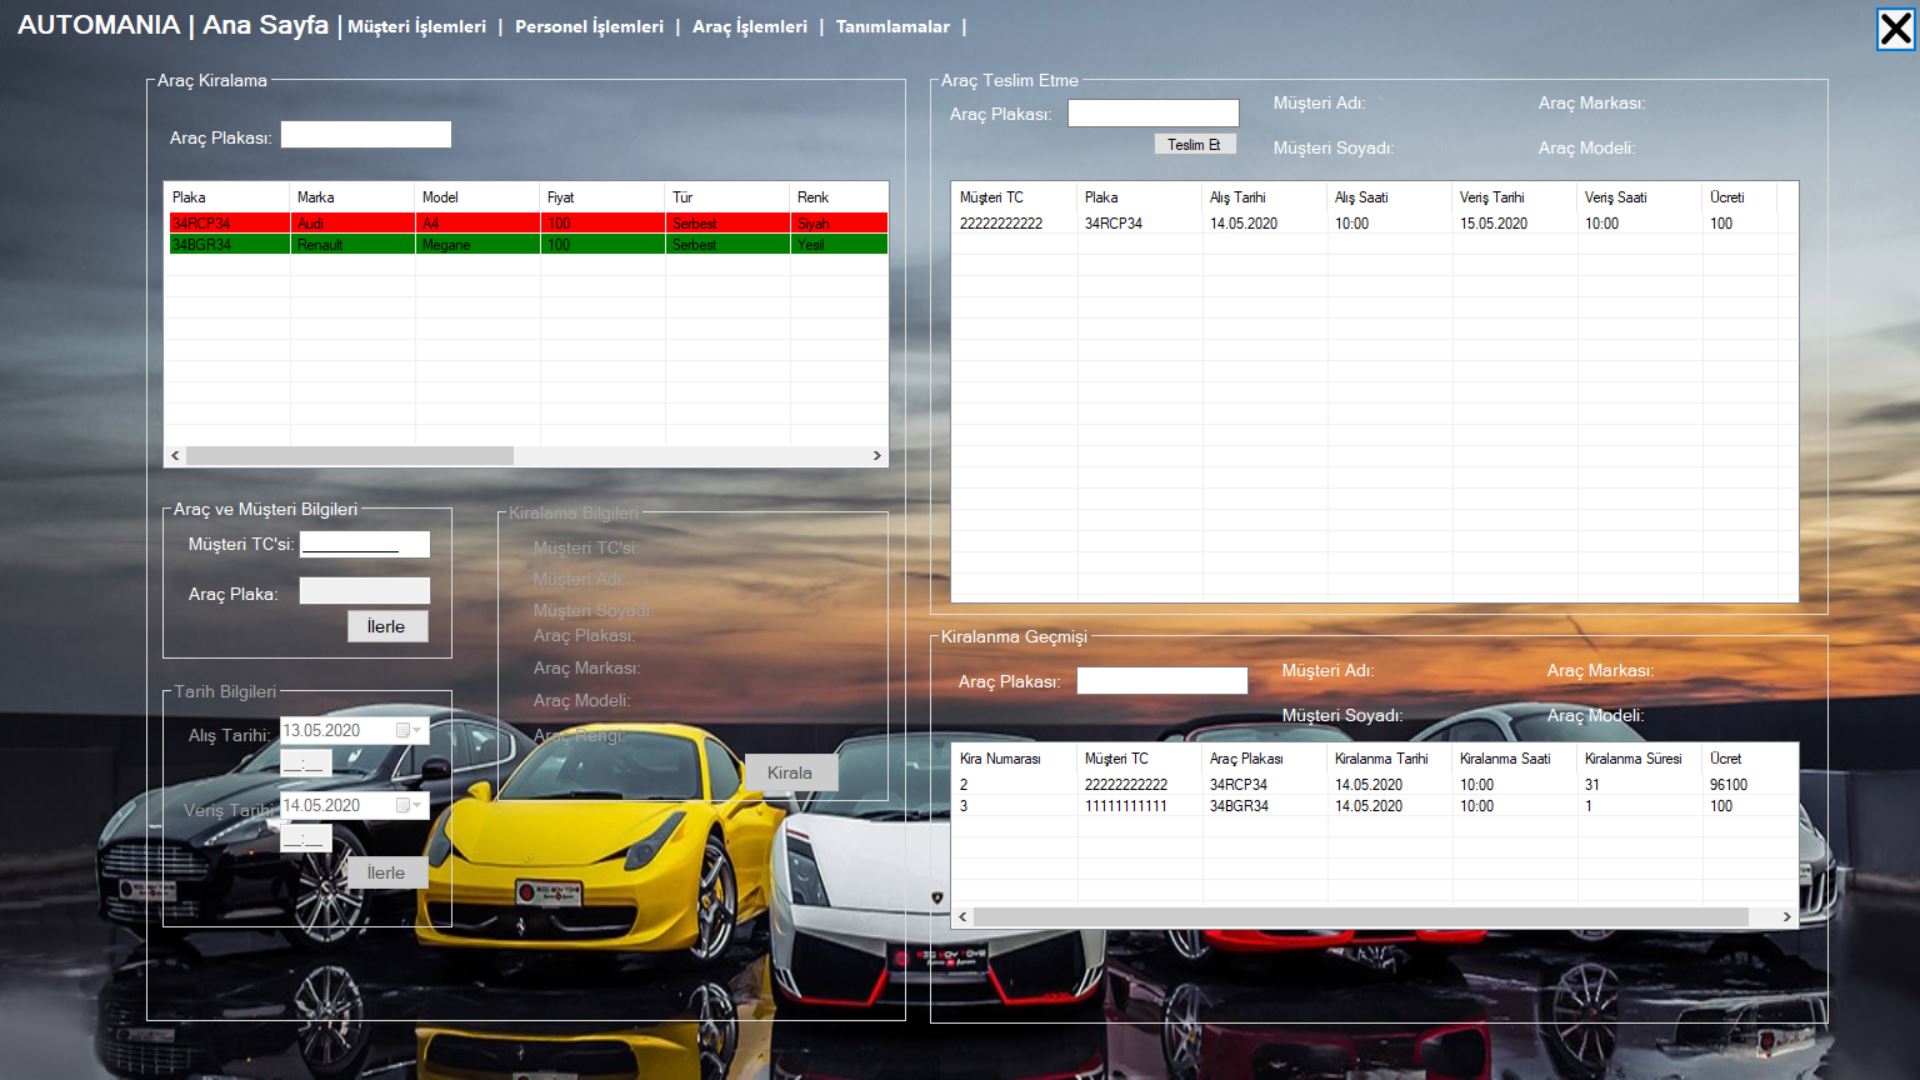 AUTOMANIA | Ana Sayfa | Müşteri İşlemleri | Personel İşlemleri | Araç İşlemleri | Tanımlamalar |
Araç Kiralama
Araç Plakası:
Plaka Marka Model Fiyat Tür Renk
34RCP34 Audi A4 100 Serbest Siyah
34BGR34 Renault Megane 100 Serbest Yesil
Araç ve Müşteri Bilgileri
Müşteri TC'si: ___________
Araç Plaka:
İlerle
Tarih Bilgileri
Alış Tarihi: 13.05.2020
__:__
Veriş Tarihi 14.05.2020
__:__
İlerle
Kiralama Bilgileri
Müşteri TC'si:
Müşteri Adı:
Müşteri Soyadı
Araç Plakası:
Araç Markası:
Araç Modeli:
Araç Rengi:
Kirala
Araç Teslim Etme
Araç Plakası: Müşteri Adı: Araç Markası:
Teslim Et Müşteri Soyadı: Araç Modeli:
Müşteri TC Plaka Alış Tarihi Alış Saati Veriş Tarihi Veriş Saati Ücreti
22222222222 34RCP34 14.05.2020 10:00 15.05.2020 10:00 100
Kiralanma Geçmişi
Araç Plakası: Müşteri Adı: Araç Markası:
Müşteri Soyadı: Araç Modeli:
Kira Numarası Müşteri TC Araç Plakası Kiralanma Tarihi Kiralanma Saati Kiralanma Süresi Ücret
2 22222222222 34RCP34 14.05.2020 10:00 31 96100
3 11111111111 34BGR34 14.05.2020 10:00 1 100
BIG BOY TOYZ
BIG BOY TOYZ